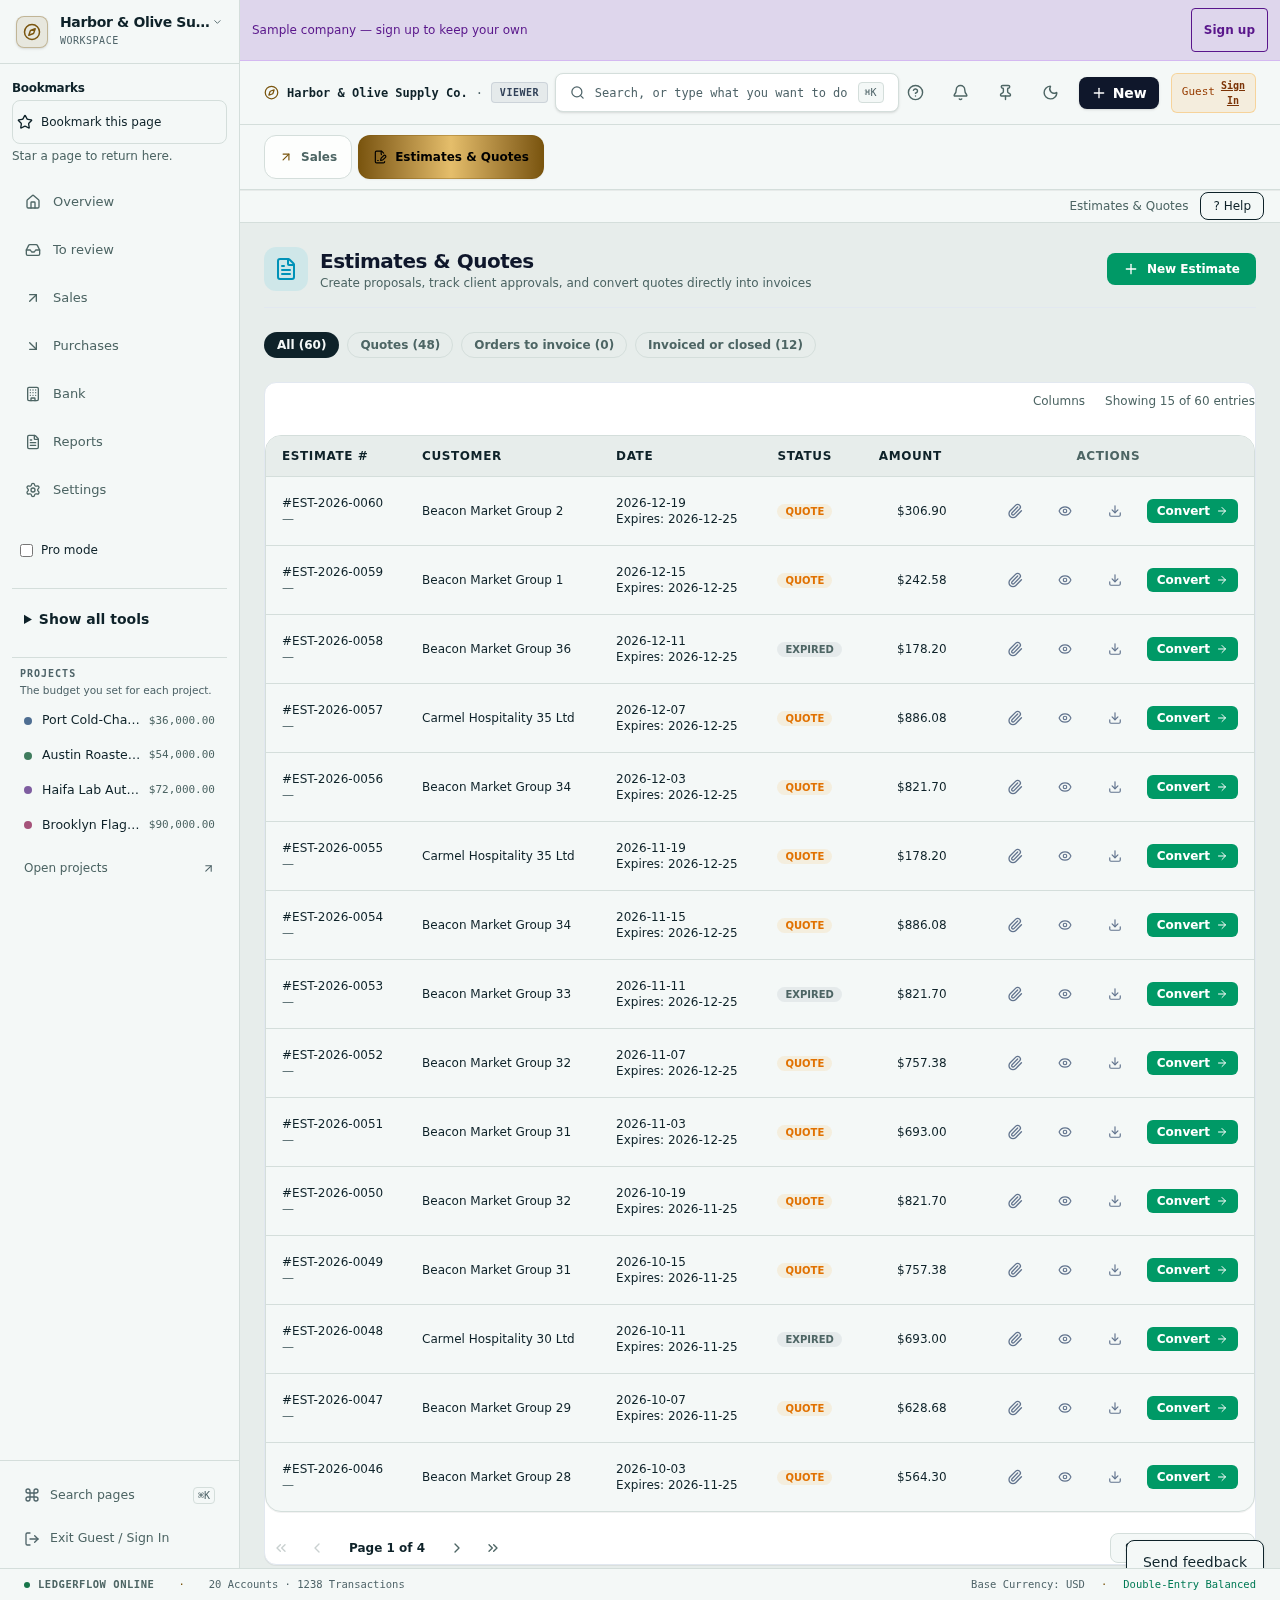 Harbor & Olive Su...
WORKSPACE
Bookmarks
Bookmark this page
Star a page to return here.
Overview
To review
Sales
Purchases
Bank
Reports
Settings
Pro mode
Show all tools
PROJECTS
The budget you set for each project.
Port Cold-Cha... $36,000.00
Austin Roaste... $54,000.00
Haifa Lab Aut... $72,000.00
Brooklyn Flag... $90,000.00
Open projects
Search pages ⌘K
Exit Guest / Sign In
Sample company — sign up to keep your own
Sign up
Harbor & Olive Supply Co. · VIEWER
Search, or type what you want to do ⌘K
New
Guest Sign In
Sales
Estimates & Quotes
Estimates & Quotes
? Help
Estimates & Quotes
Create proposals, track client approvals, and convert quotes directly into invoices
New Estimate
All (60) Quotes (48) Orders to invoice (0) Invoiced or closed (12)
Columns Showing 15 of 60 entries
ESTIMATE # CUSTOMER DATE STATUS AMOUNT ACTIONS
#EST-2026-0060 — Beacon Market Group 2 2026-12-19 Expires: 2026-12-25 QUOTE $306.90 Convert
#EST-2026-0059 — Beacon Market Group 1 2026-12-15 Expires: 2026-12-25 QUOTE $242.58 Convert
#EST-2026-0058 — Beacon Market Group 36 2026-12-11 Expires: 2026-12-25 EXPIRED $178.20 Convert
#EST-2026-0057 — Carmel Hospitality 35 Ltd 2026-12-07 Expires: 2026-12-25 QUOTE $886.08 Convert
#EST-2026-0056 — Beacon Market Group 34 2026-12-03 Expires: 2026-12-25 QUOTE $821.70 Convert
#EST-2026-0055 — Carmel Hospitality 35 Ltd 2026-11-19 Expires: 2026-12-25 QUOTE $178.20 Convert
#EST-2026-0054 — Beacon Market Group 34 2026-11-15 Expires: 2026-12-25 QUOTE $886.08 Convert
#EST-2026-0053 — Beacon Market Group 33 2026-11-11 Expires: 2026-12-25 EXPIRED $821.70 Convert
#EST-2026-0052 — Beacon Market Group 32 2026-11-07 Expires: 2026-12-25 QUOTE $757.38 Convert
#EST-2026-0051 — Beacon Market Group 31 2026-11-03 Expires: 2026-12-25 QUOTE $693.00 Convert
#EST-2026-0050 — Beacon Market Group 32 2026-10-19 Expires: 2026-11-25 QUOTE $821.70 Convert
#EST-2026-0049 — Beacon Market Group 31 2026-10-15 Expires: 2026-11-25 QUOTE $757.38 Convert
#EST-2026-0048 — Carmel Hospitality 30 Ltd 2026-10-11 Expires: 2026-11-25 EXPIRED $693.00 Convert
#EST-2026-0047 — Beacon Market Group 29 2026-10-07 Expires: 2026-11-25 QUOTE $628.68 Convert
#EST-2026-0046 — Beacon Market Group 28 2026-10-03 Expires: 2026-11-25 QUOTE $564.30 Convert
Page 1 of 4
Send feedback
LEDGERFLOW ONLINE · 20 Accounts · 1238 Transactions
Base Currency: USD · Double-Entry Balanced